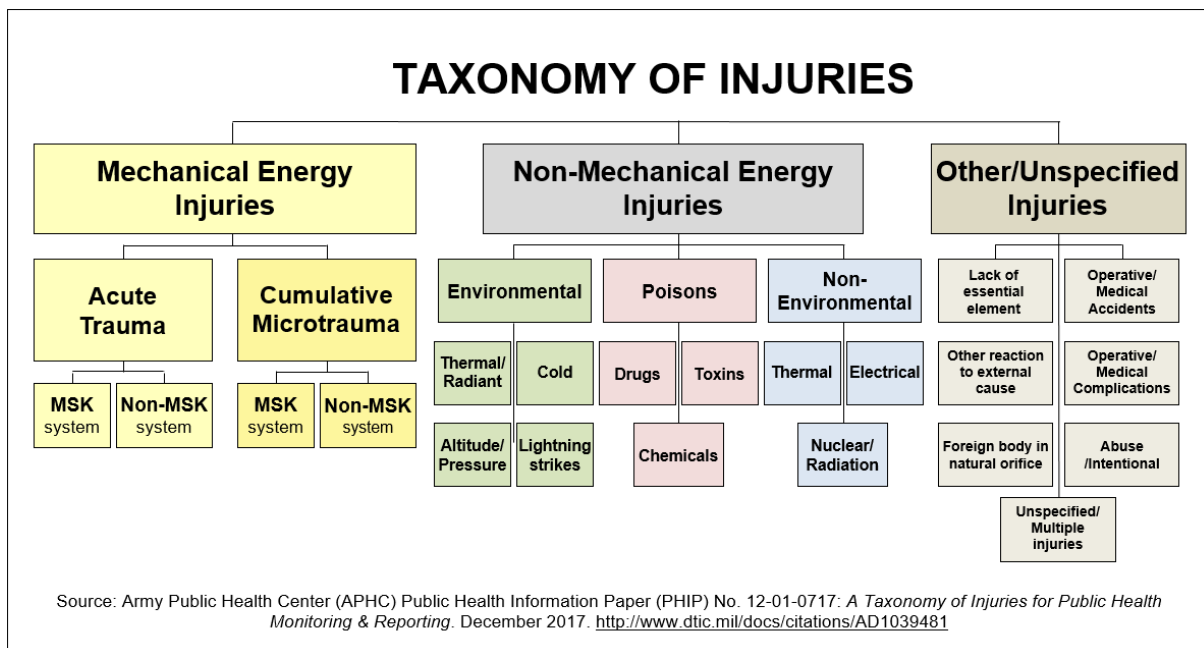 TAXONOMY OF INJURIES
Mechanical Energy
Injuries
Non-Mechanical Energy
Injuries
Other/Unspecified
Injuries
Acute
Trauma
Cumulative
Microtrauma
Environmental
Poisons
Non-
Environmental
Lack of
essential
element
Operative/
Medical
Accidents
MSK
system
Non-MSK
system
MSK
system
Non-MSK
system
Thermal/
Radiant
Cold
Drugs
Toxins
Thermal
Electrical
Other reaction
to external
cause
Operative/
Medical
Complications
Altitude/
Pressure
Lightning
strikes
Chemicals
Nuclear/
Radiation
Foreign body in
natural orifice
Abuse
/Intentional
Unspecified/
Multiple
injuries
Source: Army Public Health Center (APHC) Public Health Information Paper (PHIP) No. 12-01-0717: A Taxonomy of Injuries for Public Health
Monitoring & Reporting. December 2017. http://www.dtic.mil/docs/citations/AD1039481